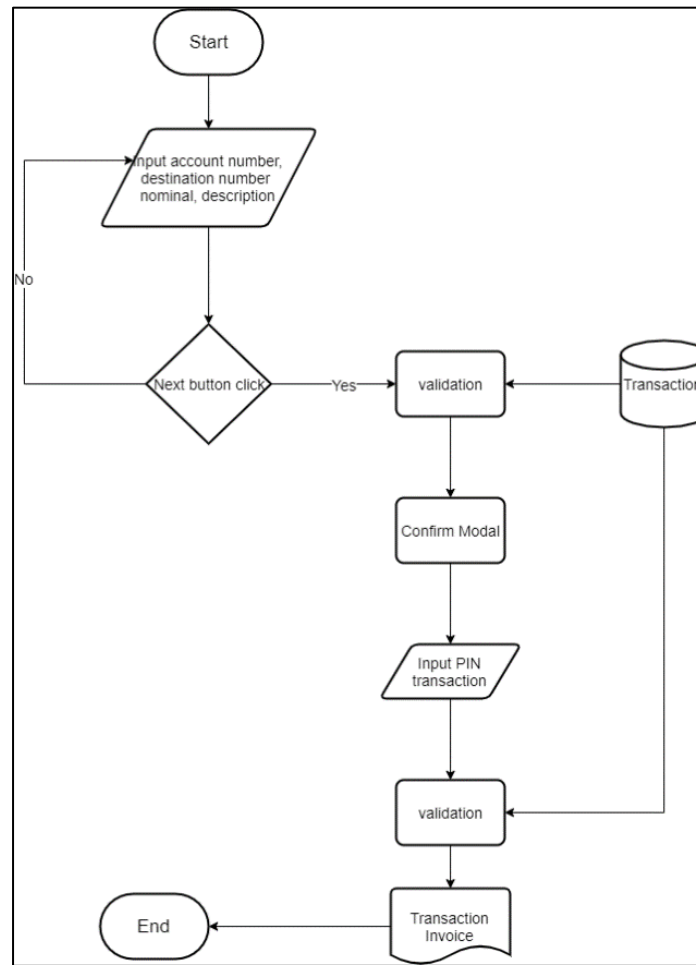 Start
Input account number,
destination number
nominal, description
No
Next button click
Yes
validation
Transaction
Confirm Modal
Input PIN
transaction
validation
Transaction
Invoice
End